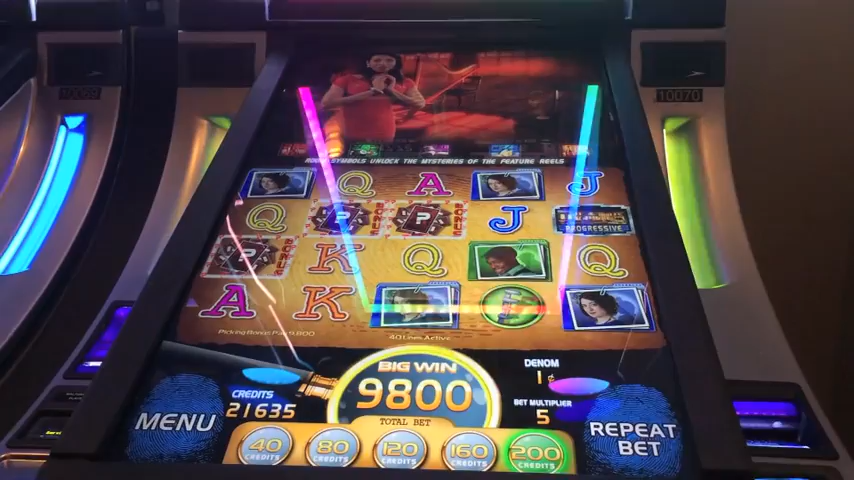 10069
10070
ROOM SYMBOLS UNLOCK THE MYSTERIES OF THE FEATURE REELS
Q A J
Q P BONUS P BONUS J PROGRESSIVE
P BONUS K Q Q
A K
Picking Bonus Paid 9,800
40 Lines Active
BIG WIN
9800
TOTAL BET
CREDITS
21635
DENOM
1¢
BET MULTIPLIER
5
MENU
REPEAT
BET
40 CREDITS
80 CREDITS
120 CREDITS
160 CREDITS
200 CREDITS